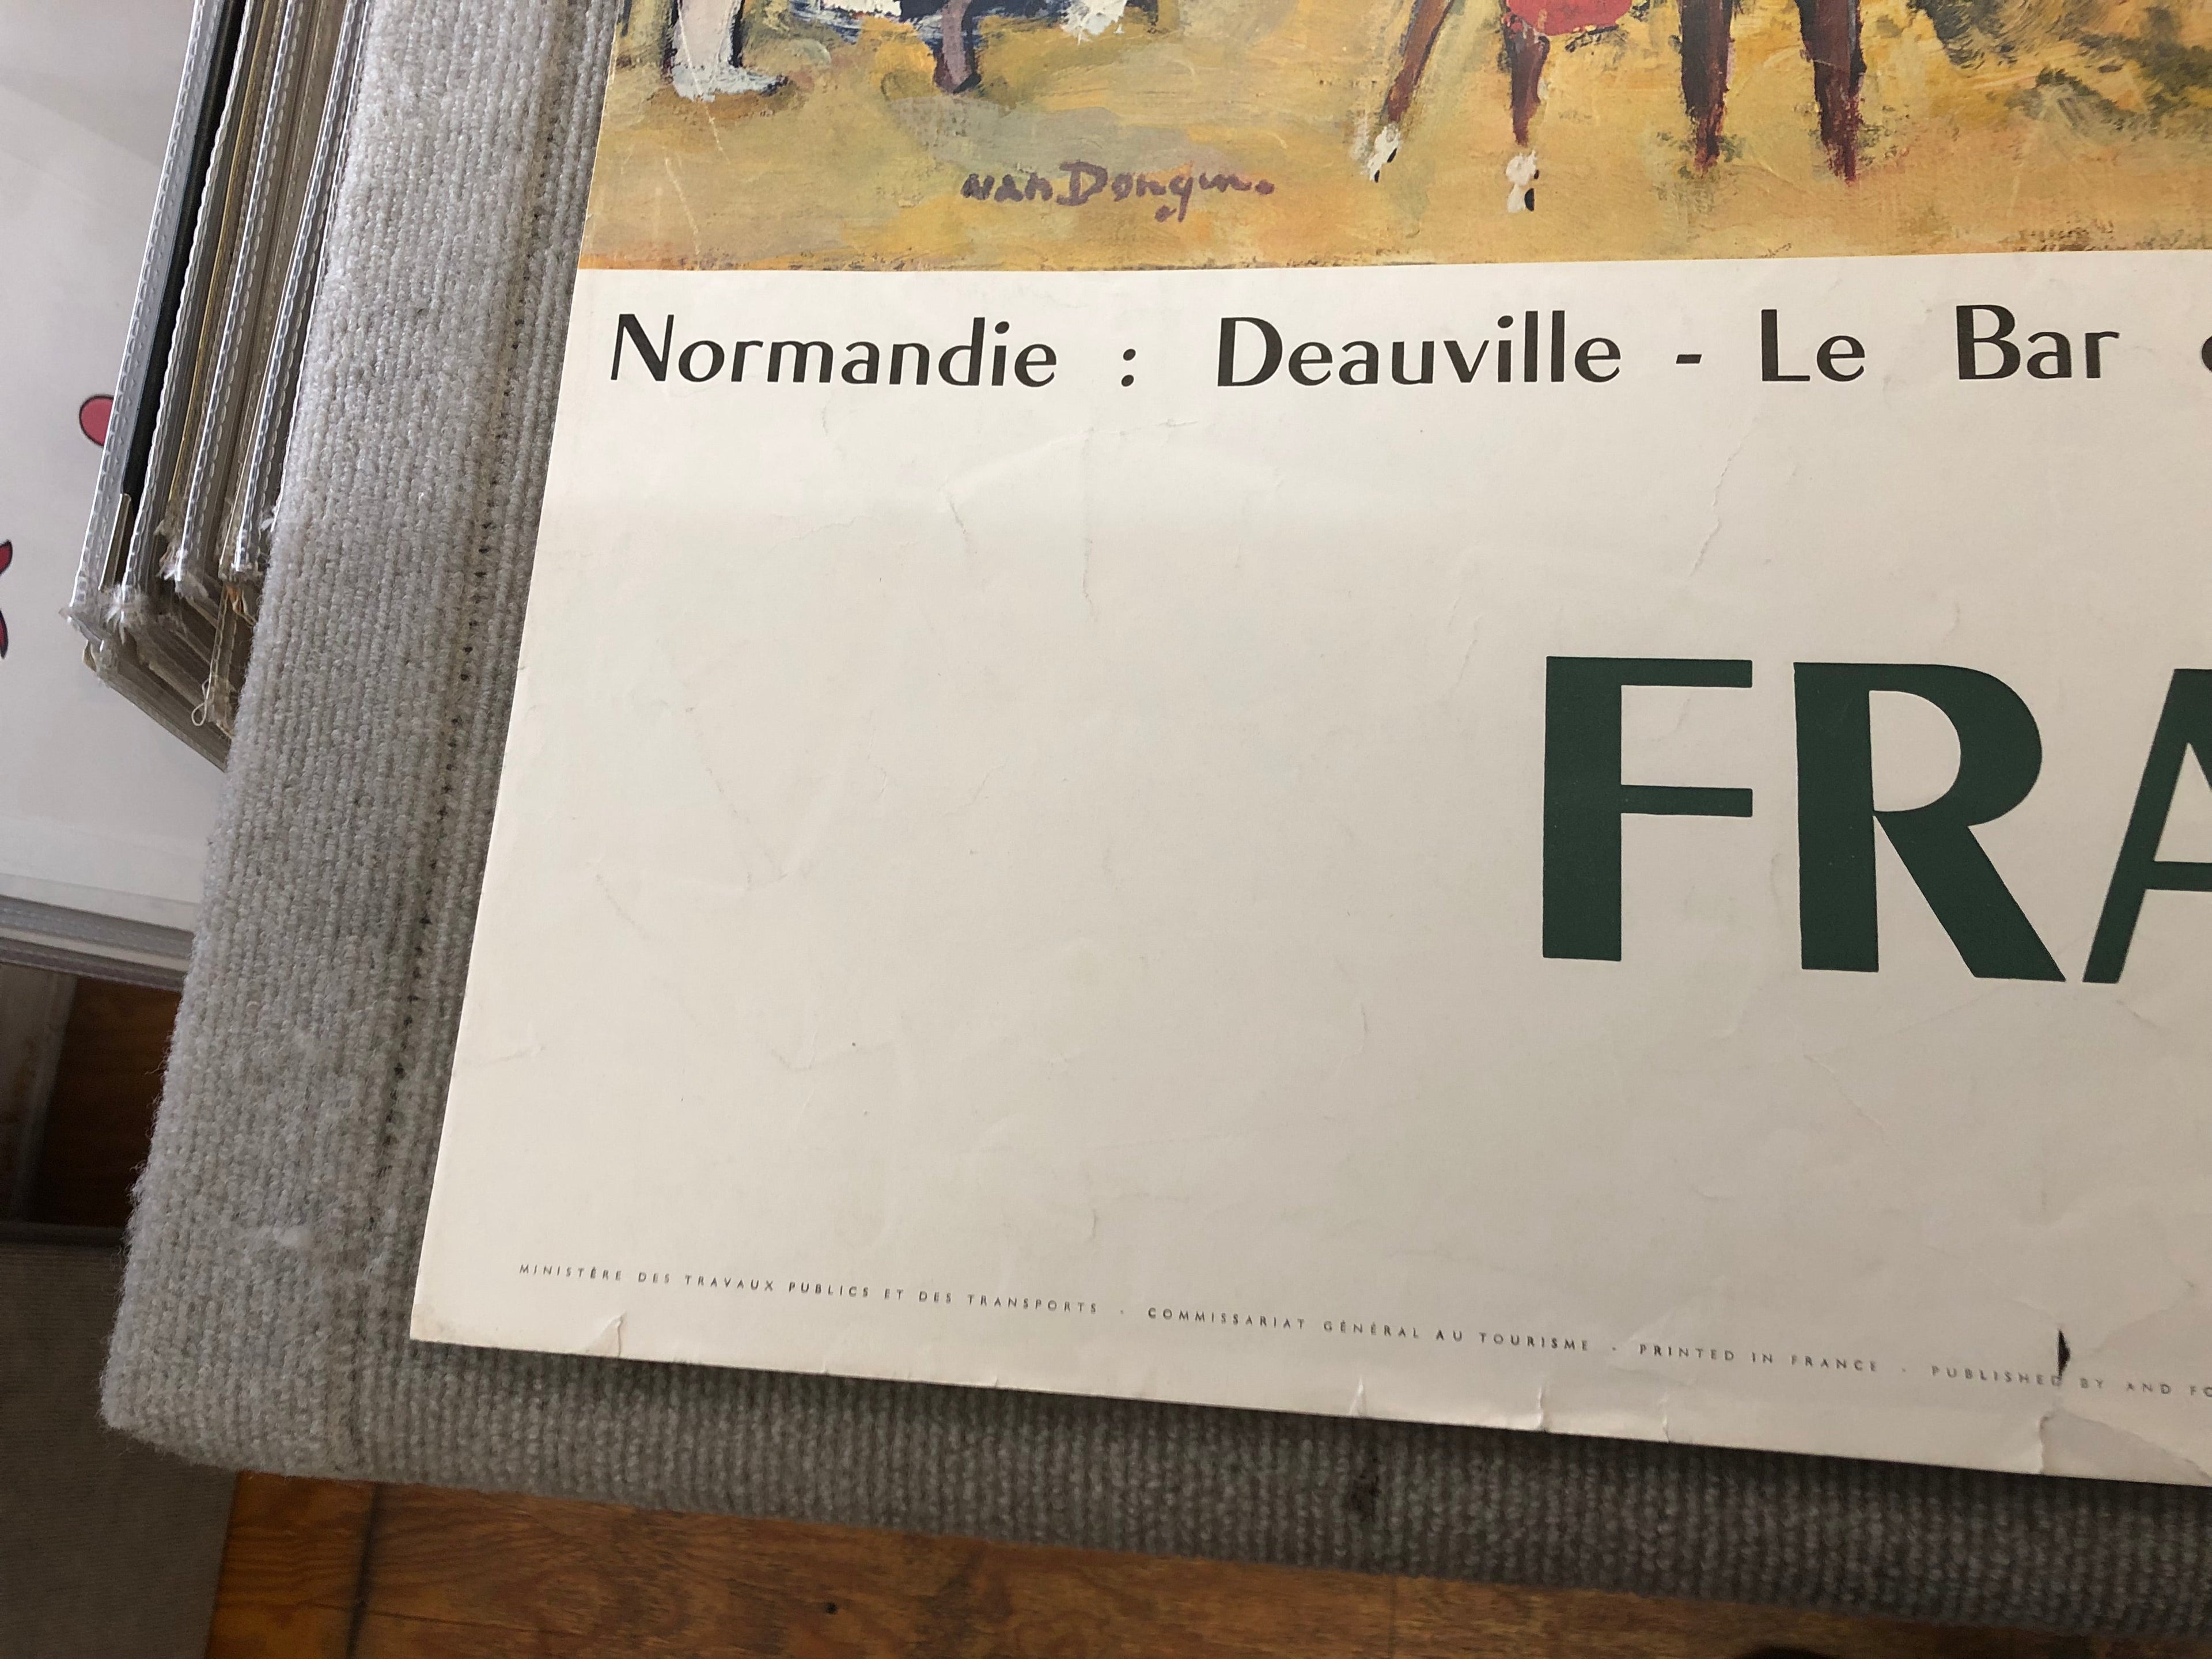 van Dongen.
Normandie : Deauville - Le Bar
FRA
MINISTÈRE DES TRAVAUX PUBLICS ET DES TRANSPORTS - COMMISSARIAT GÉNÉRAL AU TOURISME - PRINTED IN FRANCE - PUBLISHED BY AND FO